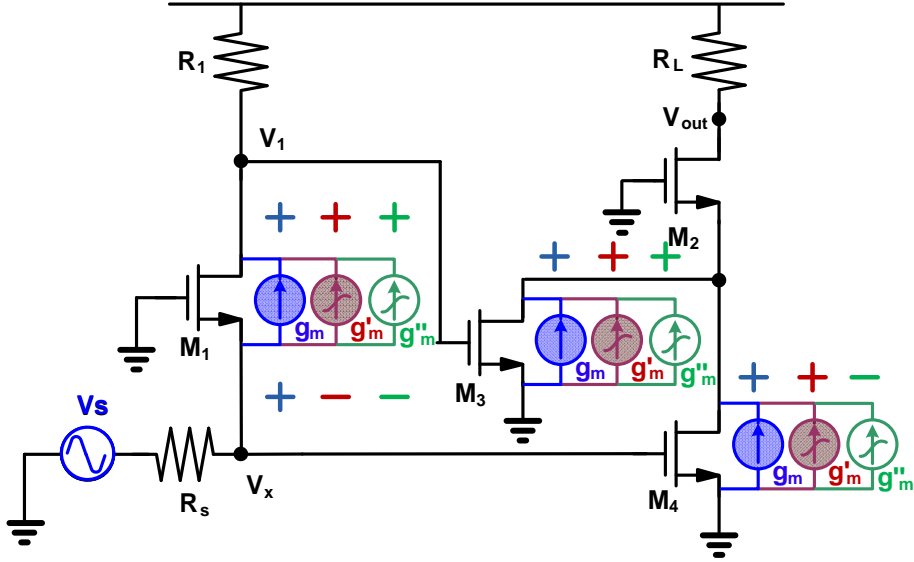 R1
RL
V1
Vout
+ − +
M2
+ + +
gm g'm g"m
M1
gm g'm g"m
M3
+ − −
+ + −
Vs
gm g'm g"m
Rs
Vx
M4